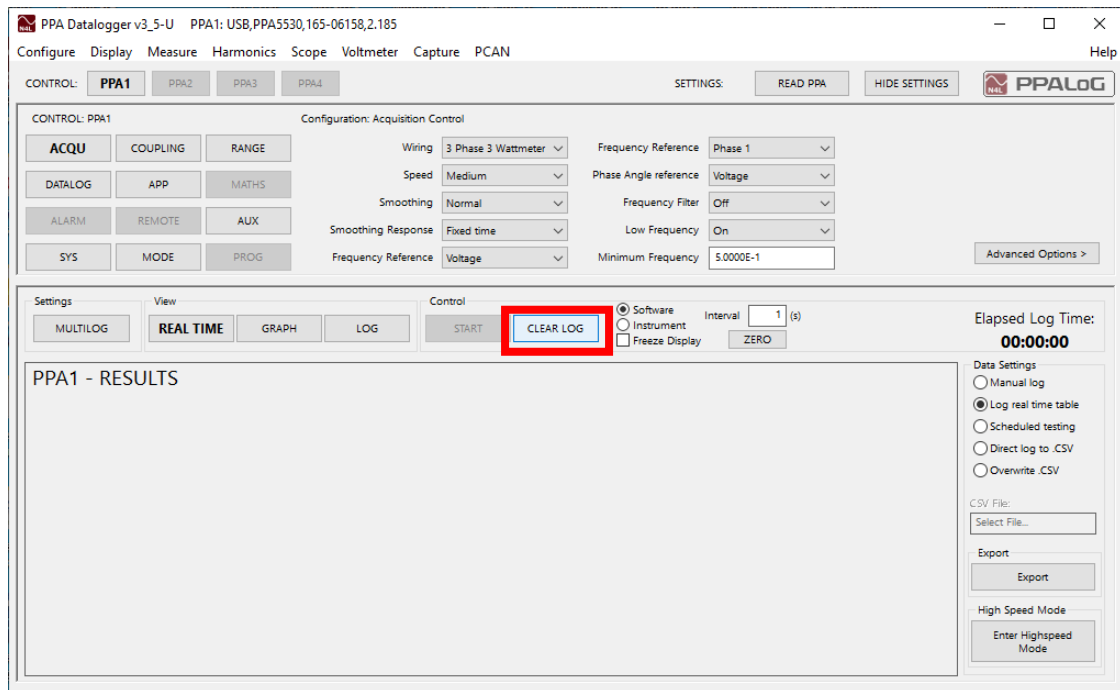 PPA Datalogger v3_5-U PPA1: USB,PPA5530,165-06158,2.185
Configure Display Measure Harmonics Scope Voltmeter Capture PCAN Help
CONTROL: PPA1 PPA2 PPA3 PPA4 SETTINGS: READ PPA HIDE SETTINGS N4L PPALoG
CONTROL: PPA1 Configuration: Acquisition Control
ACQU COUPLING RANGE Wiring 3 Phase 3 Wattmeter Frequency Reference Phase 1
DATALOG APP MATHS Speed Medium Phase Angle reference Voltage
Smoothing Normal Frequency Filter Off
ALARM REMOTE AUX Smoothing Response Fixed time Low Frequency On
SYS MODE PROG Frequency Reference Voltage Minimum Frequency 5.0000E-1 Advanced Options >
Settings View Control
MULTILOG REAL TIME GRAPH LOG START CLEAR LOG
Software
Instrument
Freeze Display
Interval 1 (s)
ZERO
Elapsed Log Time:
00:00:00
PPA1 - RESULTS
Data Settings
Manual log
Log real time table
Scheduled testing
Direct log to .CSV
Overwrite .CSV
CSV File:
Select File...
Export
Export
High Speed Mode
Enter Highspeed
Mode